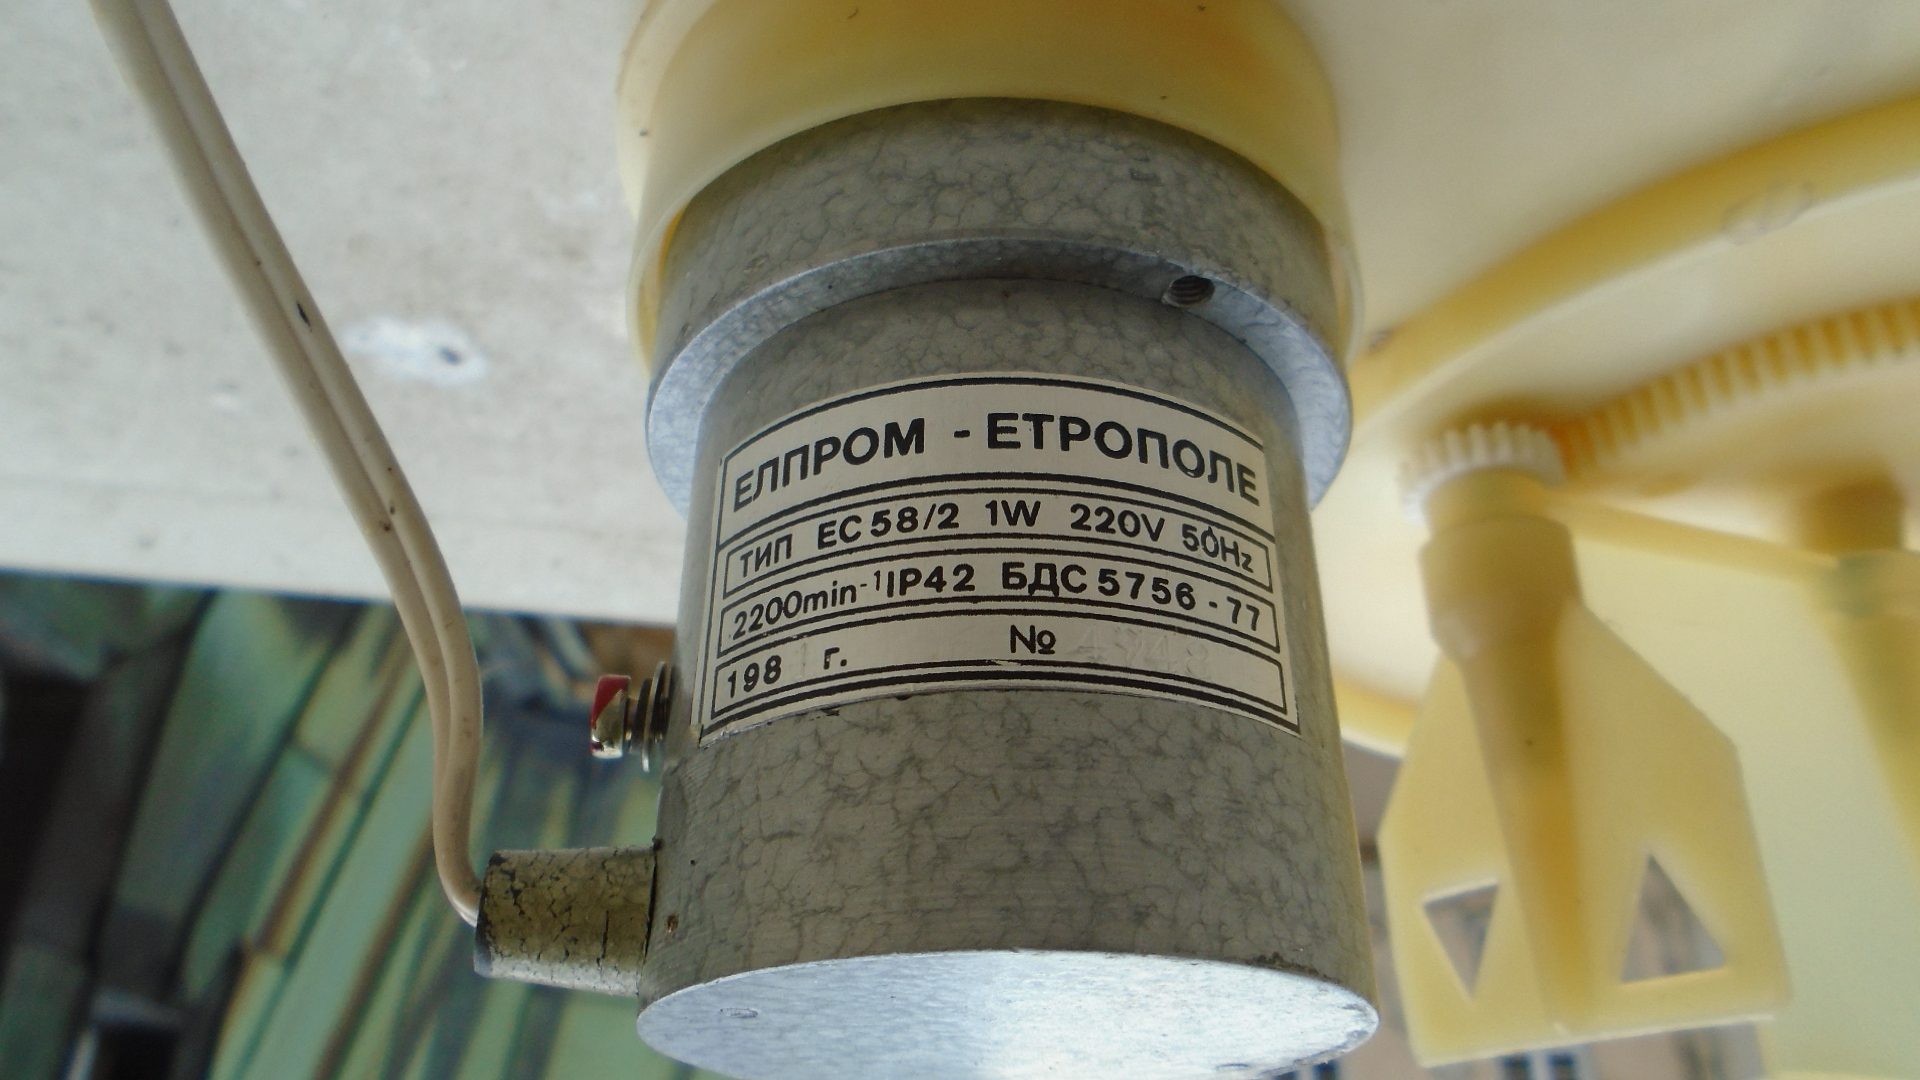 ЕЛПРОМ - ЕТРОПОЛЕ
ТИП ЕС 58/2 1W 220V 50Hz
2200min-1 IP42 БДС 5756-77
198 г. №